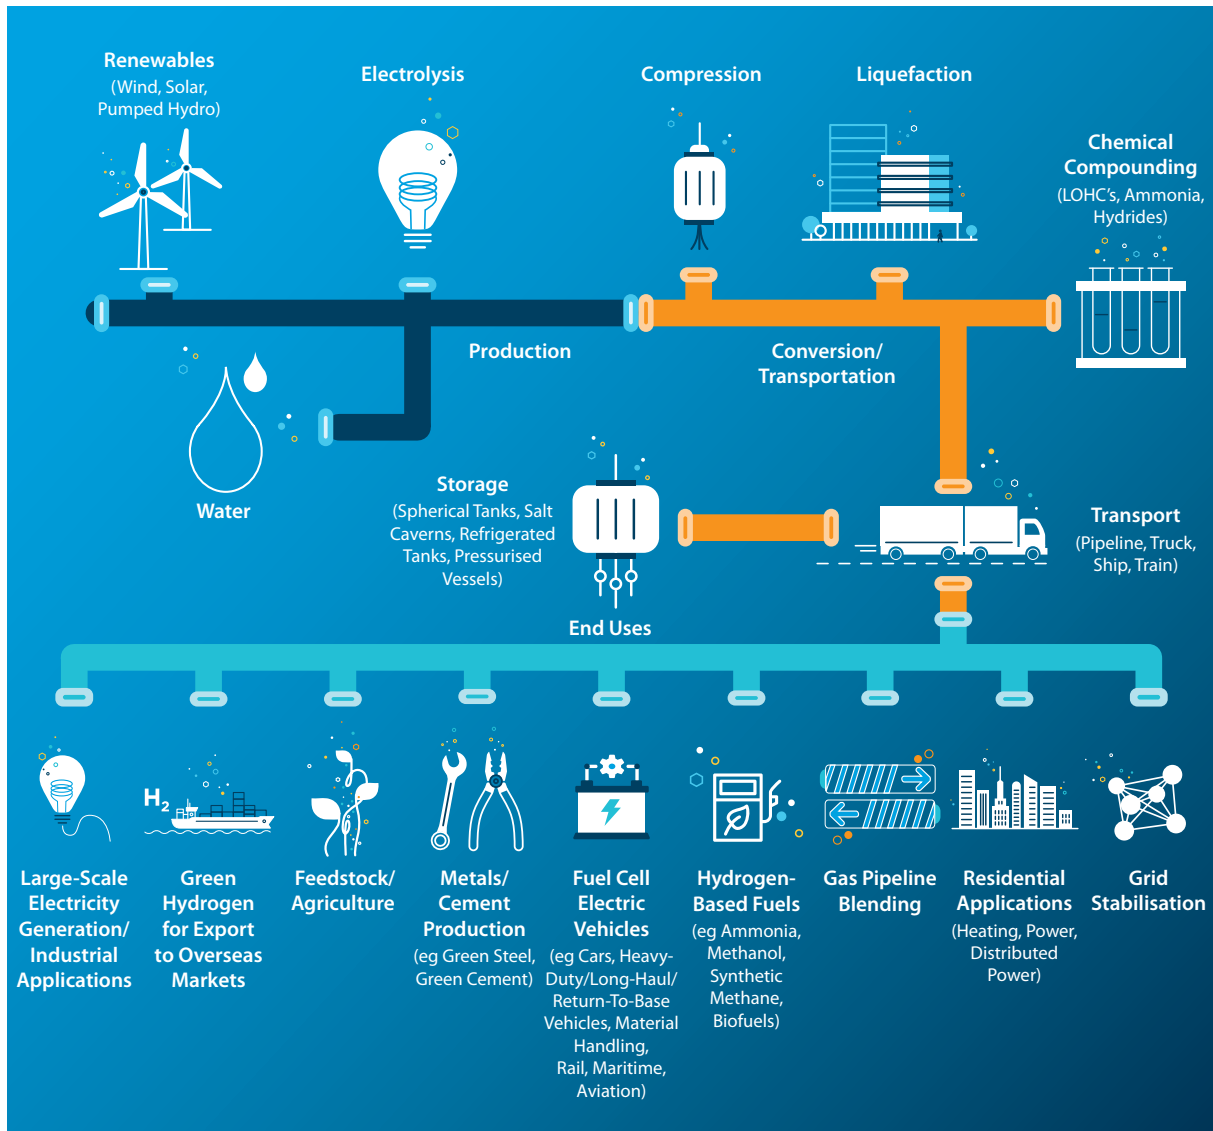 Renewables
(Wind, Solar,
Pumped Hydro)
Electrolysis
Compression
Liquefaction
Chemical
Compounding
(LOHC's, Ammonia,
Hydrides)
Production
Conversion/
Transportation
Water
Storage
(Spherical Tanks, Salt
Caverns, Refrigerated
Tanks, Pressurised
Vessels)
Transport
(Pipeline, Truck,
Ship, Train)
End Uses
H2
Large-Scale
Electricity
Generation/
Industrial
Applications
Green
Hydrogen
for Export
to Overseas
Markets
Feedstock/
Agriculture
Metals/
Cement
Production
(eg Green Steel,
Green Cement)
Fuel Cell
Electric
Vehicles
(eg Cars, Heavy-
Duty/Long-Haul/
Return-To-Base
Vehicles, Material
Handling,
Rail, Maritime,
Aviation)
Hydrogen-
Based Fuels
(eg Ammonia,
Methanol,
Synthetic
Methane,
Biofuels)
Gas Pipeline
Blending
Residential
Applications
(Heating, Power,
Distributed
Power)
Grid
Stabilisation